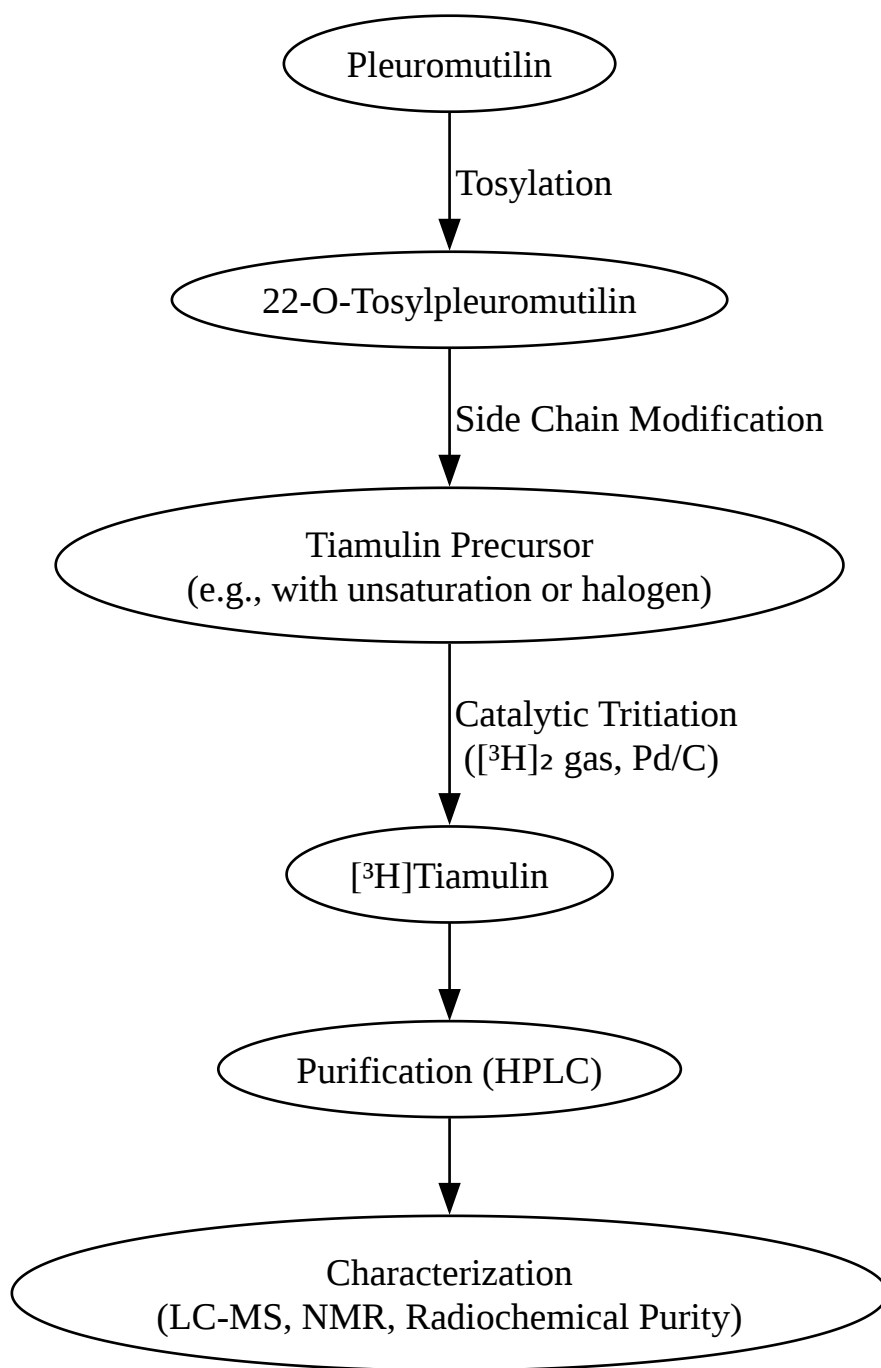 Pleuromutilin
Tosylation
22-O-Tosylpleuromutilin
Side Chain Modification
Tiamulin Precursor
(e.g., with unsaturation or halogen)
Catalytic Tritiation
([³H]₂ gas, Pd/C)
[³H]Tiamulin
Purification (HPLC)
Characterization
(LC-MS, NMR, Radiochemical Purity)